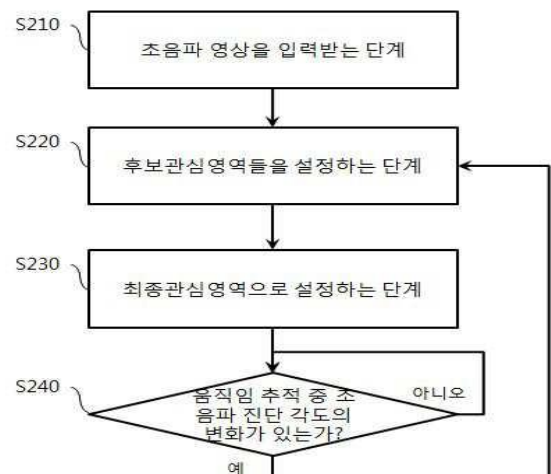 S210
초음파 영상을 입력받는 단계
S220
후보관심영역들을 설정하는 단계
S230
최종관심영역으로 설정하는 단계
S240
움직임 추적 중 초
음파 진단 각도의
변화가 있는가?
아니오
예